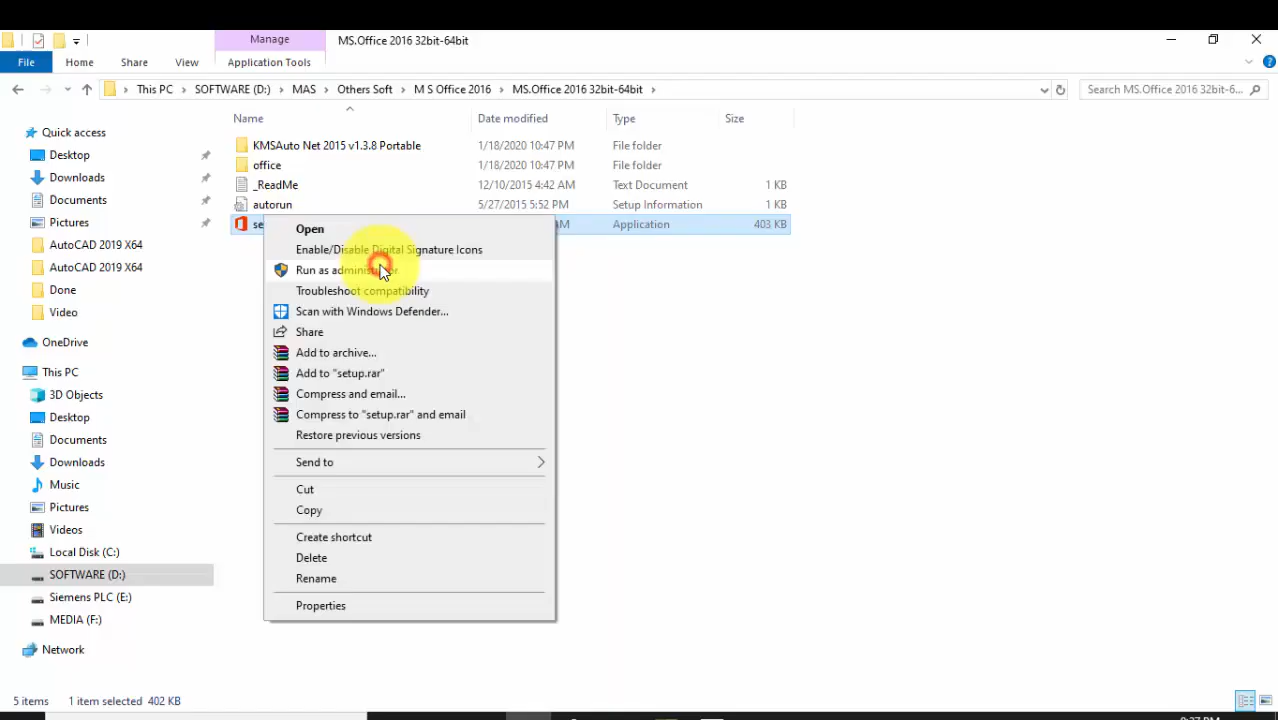 Manage
MS.Office 2016 32bit-64bit
File Home Share View Application Tools
This PC SOFTWARE (D:) MAS Others Soft M S Office 2016 MS.Office 2016 32bit-64bit
Search MS.Office 2016 32bit-6...
Name Date modified Type Size
Quick access
Desktop
Downloads
Documents
Pictures
AutoCAD 2019 X64
AutoCAD 2019 X64
Done
Video
OneDrive
This PC
3D Objects
Desktop
Documents
Downloads
Music
Pictures
Videos
Local Disk (C:)
SOFTWARE (D:)
Siemens PLC (E:)
MEDIA (F:)
Network
KMSAuto Net 2015 v1.3.8 Portable 1/18/2020 10:47 PM File folder
office 1/18/2020 10:47 PM File folder
_ReadMe 12/10/2015 4:42 AM Text Document 1 KB
autorun 5/27/2015 5:52 PM Setup Information 1 KB
se AM Application 403 KB
Open
Enable/Disable Digital Signature Icons
Run as administrator
Troubleshoot compatibility
Scan with Windows Defender...
Share
Add to archive...
Add to "setup.rar"
Compress and email...
Compress to "setup.rar" and email
Restore previous versions
Send to
Cut
Copy
Create shortcut
Delete
Rename
Properties
5 items 1 item selected 402 KB